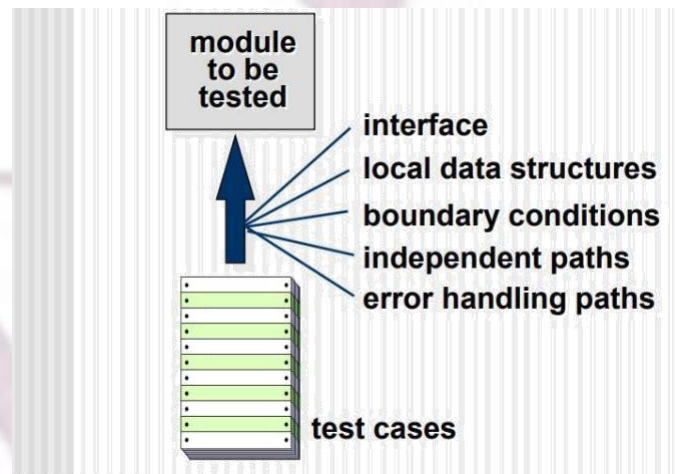 module
to be
tested
interface
local data structures
boundary conditions
independent paths
error handling paths
test cases